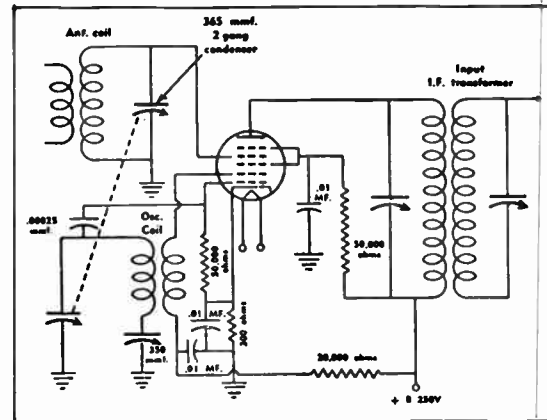 365 mmf.
2 gang
condenser
Ant. coil
Input
I.F. transformer
.00025
mmf.
Osc.
Coil
50,000
ohms
.01
MF.
50,000
ohms
.01 MF.
300
ohms
.01
MF.
350
mmf.
20,000 ohms
+ B 250V